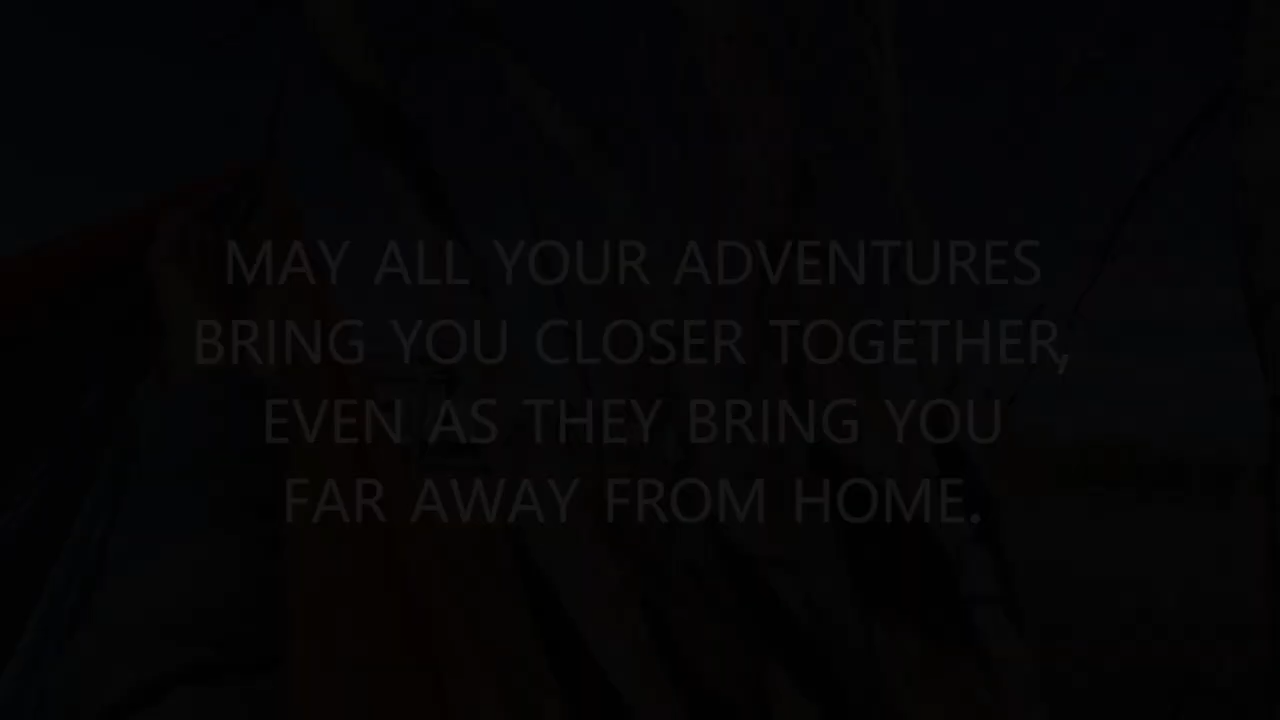 MAY ALL YOUR ADVENTURES
BRING YOU CLOSER TOGETHER,
EVEN AS THEY BRING YOU
FAR AWAY FROM HOME.